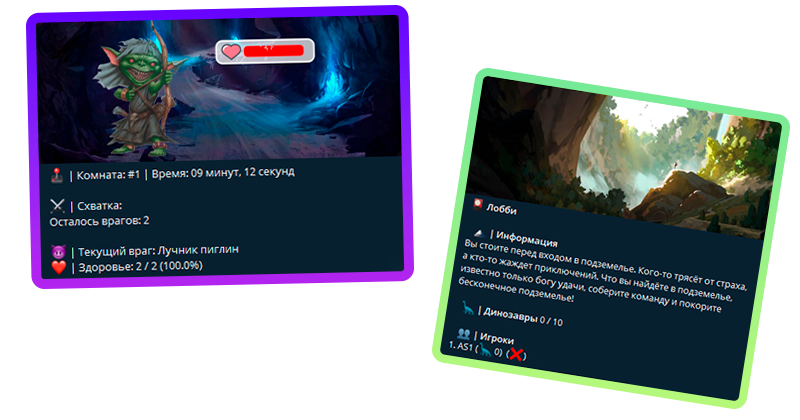 🕹️ | Комната: #1 | Время: 09 минут, 12 секунд
⚔️ | Схватка:
Осталось врагов: 2
😈 | Текущий враг: Лучник пиглин
❤️ | Здоровье: 2 / 2 (100.0%)
🎴 Лобби
| Информация
Вы стоите перед входом в подземелье. Кого-то трясёт от страха,
а кто-то жаждет приключений. Что вы найдёте в подземелье,
известно только богу удачи, соберите команду и покорите
бесконечное подземелье!
🦕 | Динозавры 0 / 10
👥 | Игроки
1. AS1 (🦕 0) (❌)